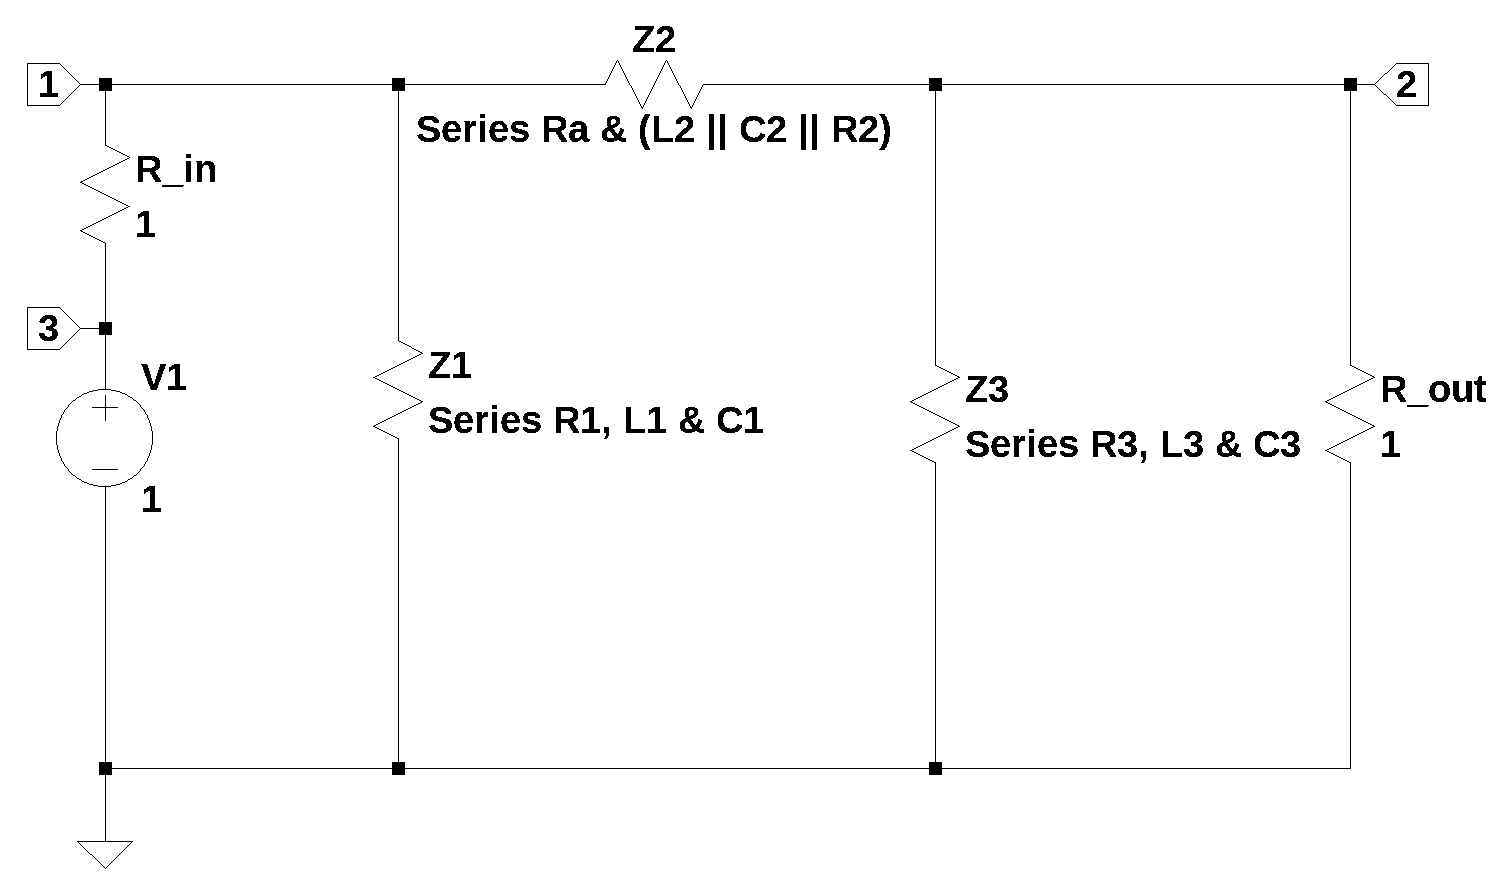 Z2
1
2
Series Ra & (L2 || C2 || R2)
R_in
1
3
V1
1
Z1
Series R1, L1 & C1
Z3
Series R3, L3 & C3
R_out
1